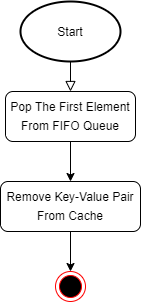 Start
Pop The First Element
From FIFO Queue
Remove Key-Value Pair
From Cache